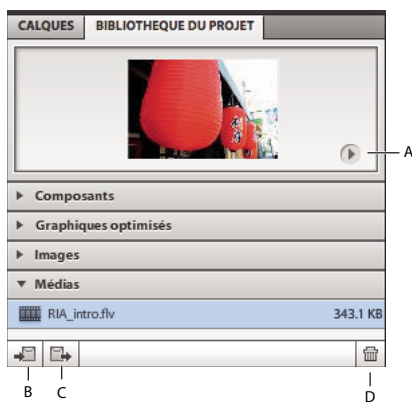 CALQUES BIBLIOTHEQUE DU PROJET
A
Composants
Graphiques optimisés
Images
Médias
RIA_intro.flv 343.1 KB
B C D